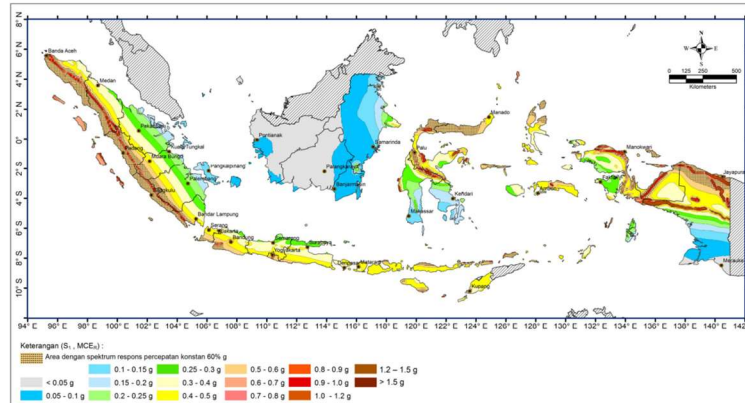 8° N
6° N
4° N
2° N
0°
2° S
4° S
6° S
8° S
10° S
Banda Aceh
Medan
Manado
Pontianak
Samarinda
Palu
Manokwari
Padang
Pangkalpinang
Palangkaraya
Jayapura
Palembang
Banjarmasin
Bengkulu
Kendari
Makassar
Bandar Lampung
Serang
Bandung
Semarang
Surabaya
Yogyakarta
Denpasar
Mataram
Kupang
Merauke
N
W E
S
0 125 250 500
Kilometers
94° E 96° E 98° E 100° E 102° E 104° E 106° E 108° E 110° E 112° E 114° E 116° E 118° E 120° E 122° E 124° E 126° E 128° E 130° E 132° E 134° E 136° E 138° E 140° E
Keterangan (S₁ , MCER) :
Area dengan spektrum respons percepatan konstan 60% g
0.1 - 0.15 g 0.25 - 0.3 g 0.5 - 0.6 g 0.8 - 0.9 g 1.2 – 1.5 g
< 0.05 g 0.15 - 0.2 g 0.3 - 0.4 g 0.6 - 0.7 g 0.9 - 1.0 g > 1.5 g
0.05 - 0.1 g 0.2 - 0.25 g 0.4 - 0.5 g 0.7 - 0.8 g 1.0 - 1.2 g